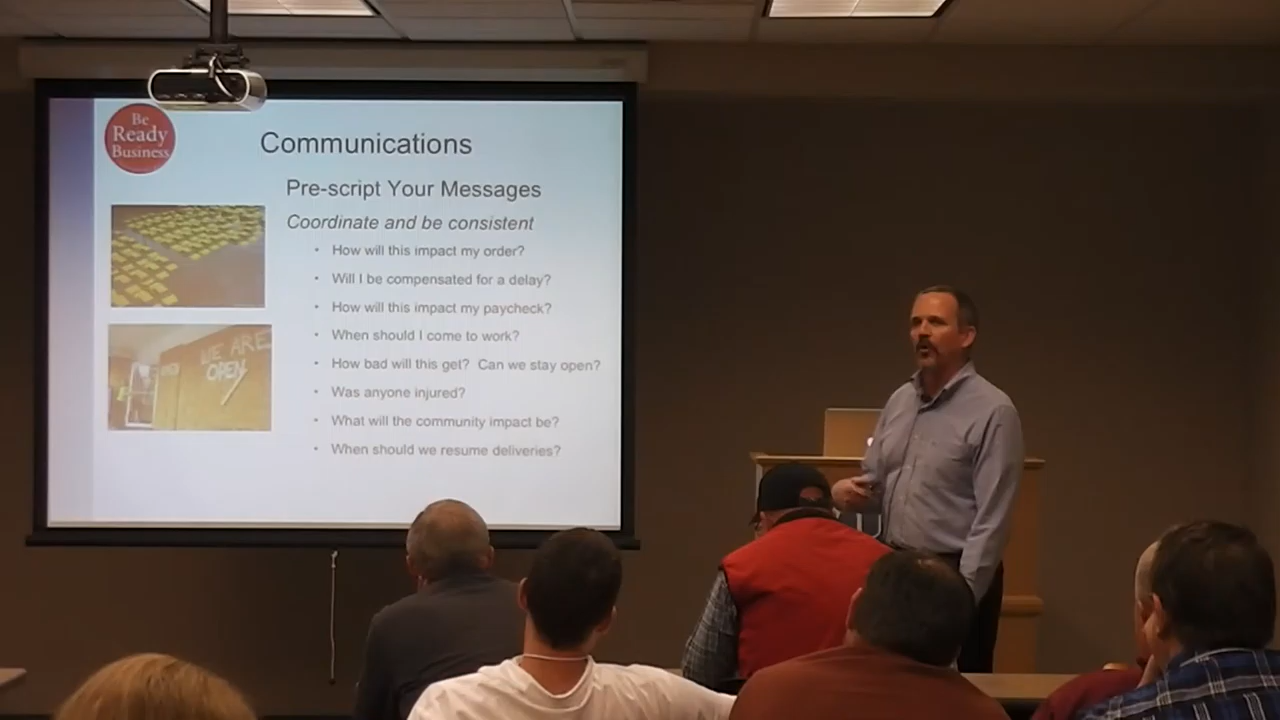 Be
Ready
Business
Communications
Pre-script Your Messages
Coordinate and be consistent
• How will this impact my order?
• Will I be compensated for a delay?
• How will this impact my paycheck?
• When should I come to work?
• How bad will this get? Can we stay open?
• Was anyone injured?
• What will the community impact be?
• When should we resume deliveries?
WE ARE
OPEN